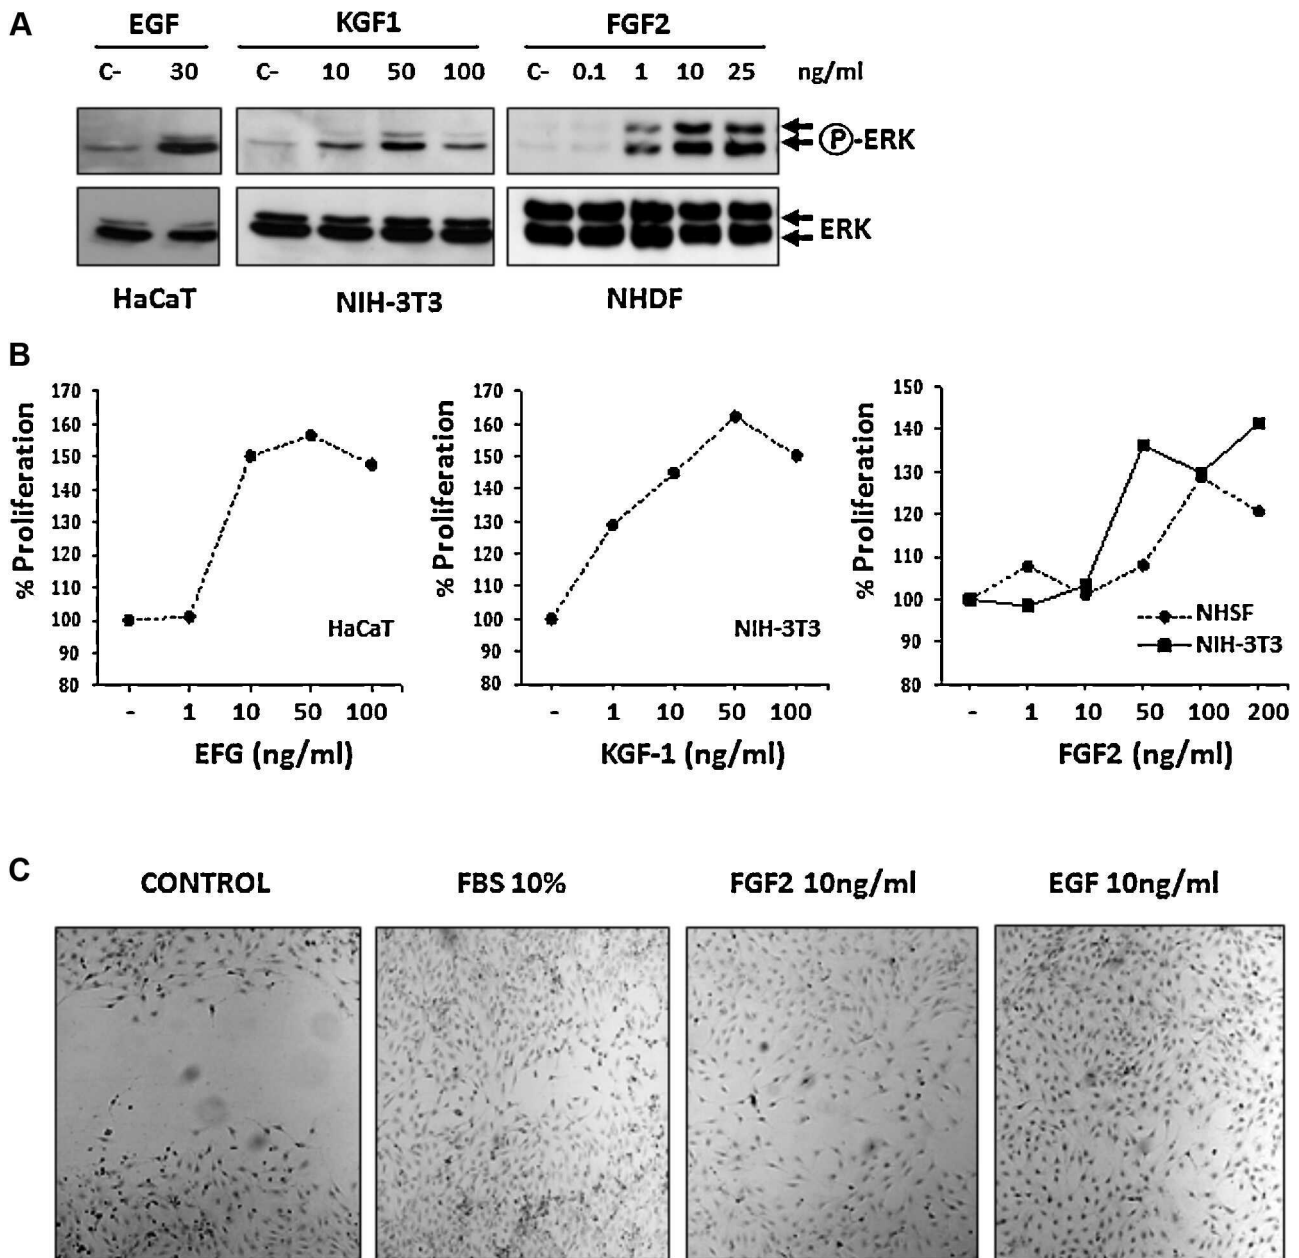 A
EGF KGF1 FGF2
C- 30 C- 10 50 100 C- 0.1 1 10 25 ng/ml
P-ERK
ERK
HaCaT NIH-3T3 NHDF
B
% Proliferation
170
160
150
140
130
120
110
100
90
80
HaCaT
- 1 10 50 100
EFG (ng/ml)
% Proliferation
170
160
150
140
130
120
110
100
90
80
NIH-3T3
- 1 10 50 100
KGF-1 (ng/ml)
% Proliferation
150
140
130
120
110
100
90
80
NHSF
NIH-3T3
- 1 10 50 100 200
FGF2 (ng/ml)
C
CONTROL FBS 10% FGF2 10ng/ml EGF 10ng/ml